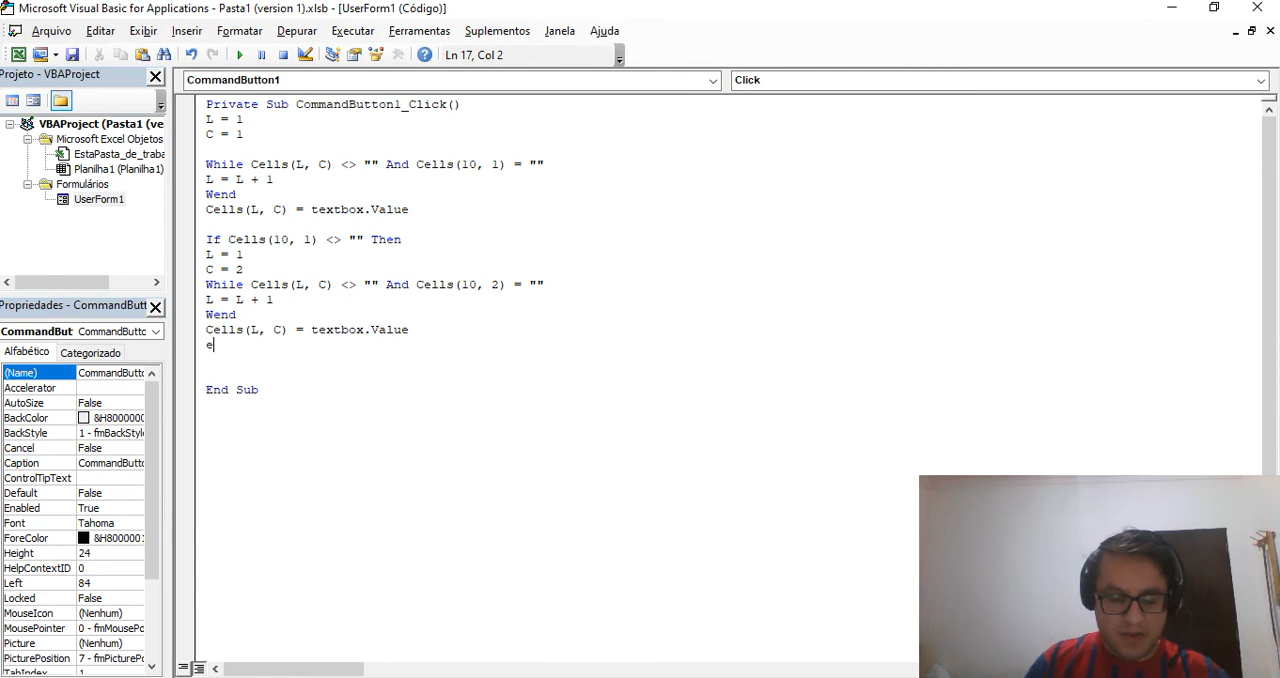 Microsoft Visual Basic for Applications - Pasta1 (version 1).xlsb - [UserForm1 (Código)]
Arquivo Editar Exibir Inserir Formatar Depurar Executar Ferramentas Suplementos Janela Ajuda
Ln 17, Col 2
Projeto - VBAProject
VBAProject (Pasta1 (ve
Microsoft Excel Objetos
EstaPasta_de_traba
Planilha1 (Planilha1)
Formulários
UserForm1
Propriedades - CommandButt
CommandBut CommandButto
Alfabético Categorizado
(Name) CommandButto
Accelerator
AutoSize False
BackColor &H8000000
BackStyle 1 - fmBackStyl
Cancel False
Caption CommandButto
ControlTipText
Default False
Enabled True
Font Tahoma
ForeColor &H8000001
Height 24
HelpContextID 0
Left 84
Locked False
MouseIcon (Nenhum)
MousePointer 0 - fmMousePo
Picture (Nenhum)
PicturePosition 7 - fmPicturePo
TabIndex 1
CommandButton1 Click
Private Sub CommandButton1_Click()
L = 1
C = 1
While Cells(L, C) <> "" And Cells(10, 1) = ""
L = L + 1
Wend
Cells(L, C) = textbox.Value
If Cells(10, 1) <> "" Then
L = 1
C = 2
While Cells(L, C) <> "" And Cells(10, 2) = ""
L = L + 1
Wend
Cells(L, C) = textbox.Value
e
End Sub